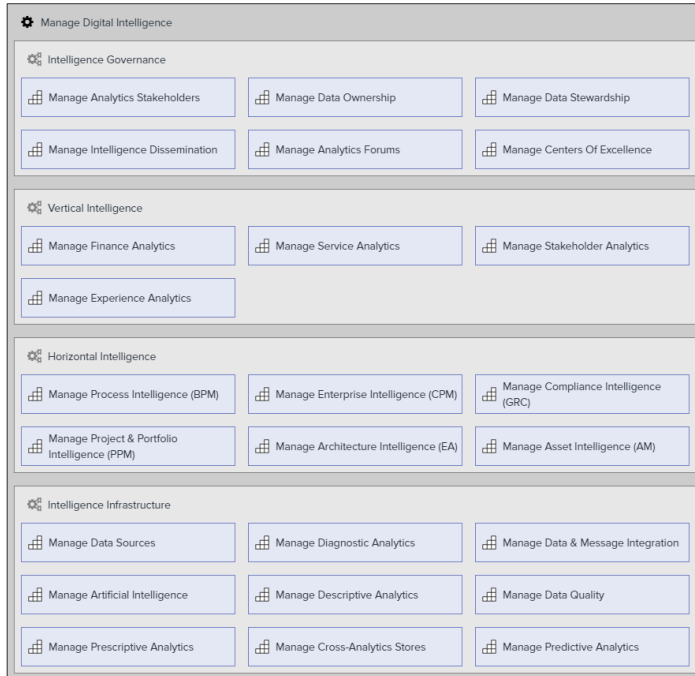 Manage Digital Intelligence
Intelligence Governance
Manage Analytics Stakeholders
Manage Data Ownership
Manage Data Stewardship
Manage Intelligence Dissemination
Manage Analytics Forums
Manage Centers Of Excellence
Vertical Intelligence
Manage Finance Analytics
Manage Service Analytics
Manage Stakeholder Analytics
Manage Experience Analytics
Horizontal Intelligence
Manage Process Intelligence (BPM)
Manage Enterprise Intelligence (CPM)
Manage Compliance Intelligence
(GRC)
Manage Project & Portfolio
Intelligence (PPM)
Manage Architecture Intelligence (EA)
Manage Asset Intelligence (AM)
Intelligence Infrastructure
Manage Data Sources
Manage Diagnostic Analytics
Manage Data & Message Integration
Manage Artificial Intelligence
Manage Descriptive Analytics
Manage Data Quality
Manage Prescriptive Analytics
Manage Cross-Analytics Stores
Manage Predictive Analytics